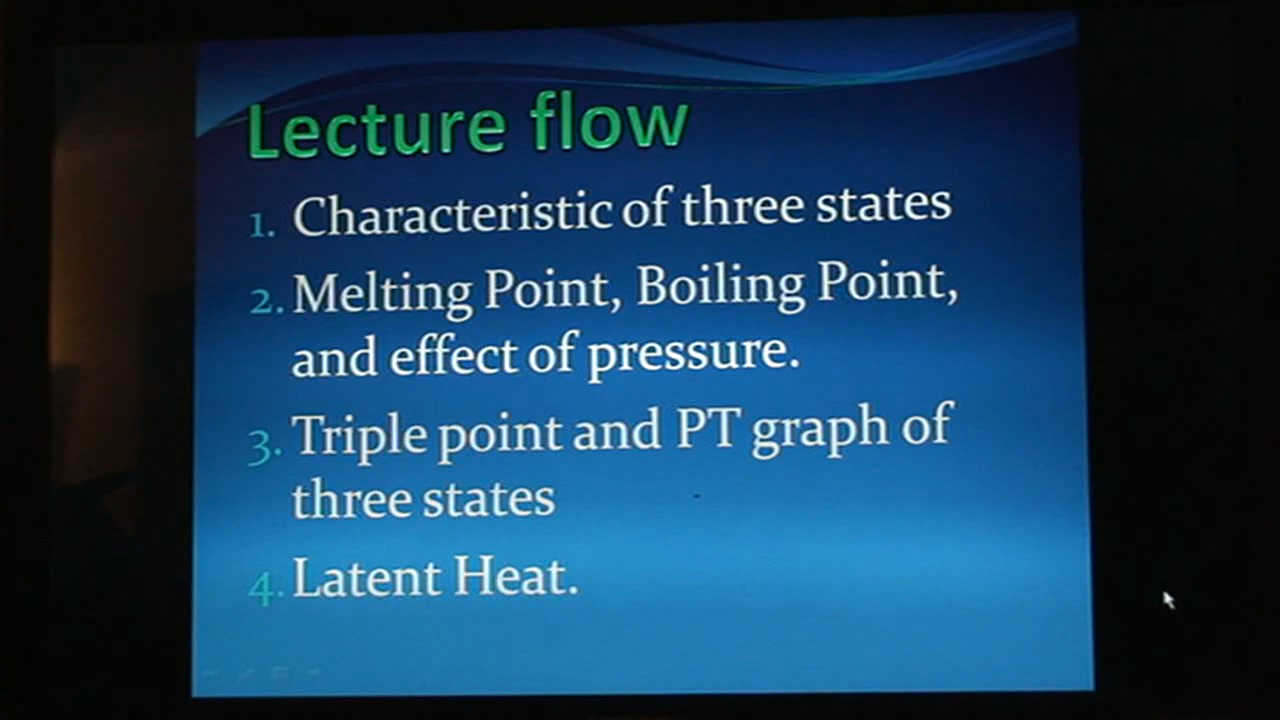 Lecture flow
1. Characteristic of three states
2. Melting Point, Boiling Point,
and effect of pressure.
3. Triple point and PT graph of
three states
4. Latent Heat.